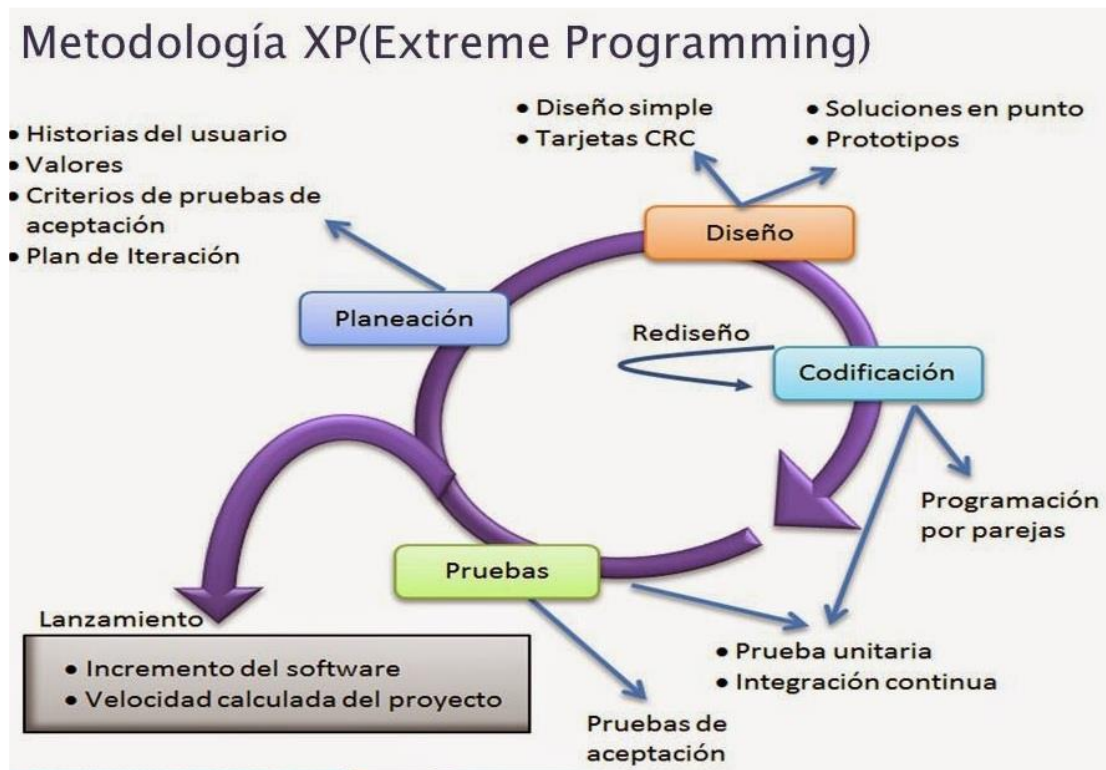 Metodología XP(Extreme Programming)
• Historias del usuario
• Valores
• Criterios de pruebas de
aceptación
• Plan de Iteración
• Diseño simple
• Tarjetas CRC
• Soluciones en punto
• Prototipos
Diseño
Planeación
Rediseño
Codificación
Programación
por parejas
Pruebas
Lanzamiento
• Incremento del software
• Velocidad calculada del proyecto
• Prueba unitaria
• Integración continua
Pruebas de
aceptación